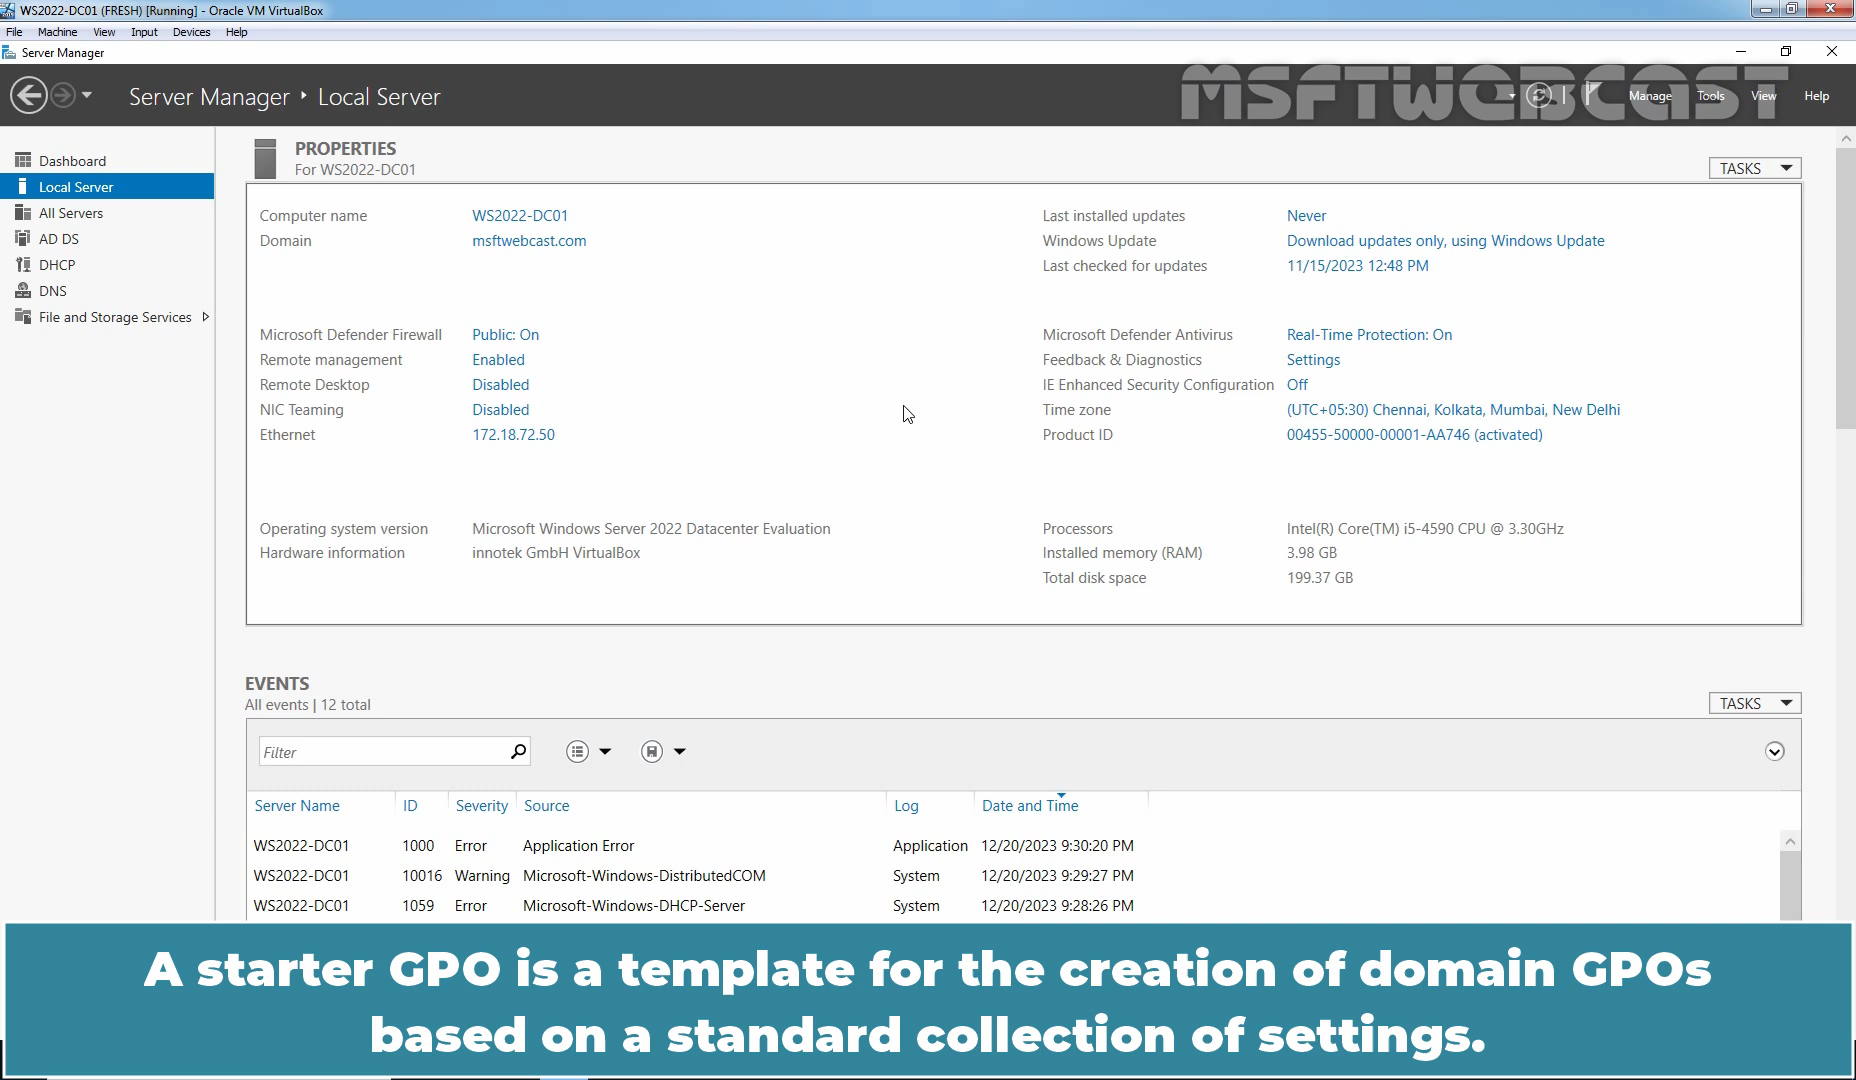 WS2022-DC01 (FRESH) [Running] - Oracle VM VirtualBox
File Machine View Input Devices Help
Server Manager
Server Manager ‣ Local Server
MSFTWEBCAST
Manage Tools View Help
Dashboard
Local Server
All Servers
AD DS
DHCP
DNS
File and Storage Services
PROPERTIES
For WS2022-DC01
TASKS
Computer name WS2022-DC01 Last installed updates Never
Domain msftwebcast.com Windows Update Download updates only, using Windows Update
Last checked for updates 11/15/2023 12:48 PM
Microsoft Defender Firewall Public: On Microsoft Defender Antivirus Real-Time Protection: On
Remote management Enabled Feedback & Diagnostics Settings
Remote Desktop Disabled IE Enhanced Security Configuration Off
NIC Teaming Disabled Time zone (UTC+05:30) Chennai, Kolkata, Mumbai, New Delhi
Ethernet 172.18.72.50 Product ID 00455-50000-00001-AA746 (activated)
Operating system version Microsoft Windows Server 2022 Datacenter Evaluation Processors Intel(R) Core(TM) i5-4590 CPU @ 3.30GHz
Hardware information innotek GmbH VirtualBox Installed memory (RAM) 3.98 GB
Total disk space 199.37 GB
EVENTS
All events | 12 total
TASKS
Filter
Server Name ID Severity Source Log Date and Time
WS2022-DC01 1000 Error Application Error Application 12/20/2023 9:30:20 PM
WS2022-DC01 10016 Warning Microsoft-Windows-DistributedCOM System 12/20/2023 9:29:27 PM
WS2022-DC01 1059 Error Microsoft-Windows-DHCP-Server System 12/20/2023 9:28:26 PM
A starter GPO is a template for the creation of domain GPOs
based on a standard collection of settings.